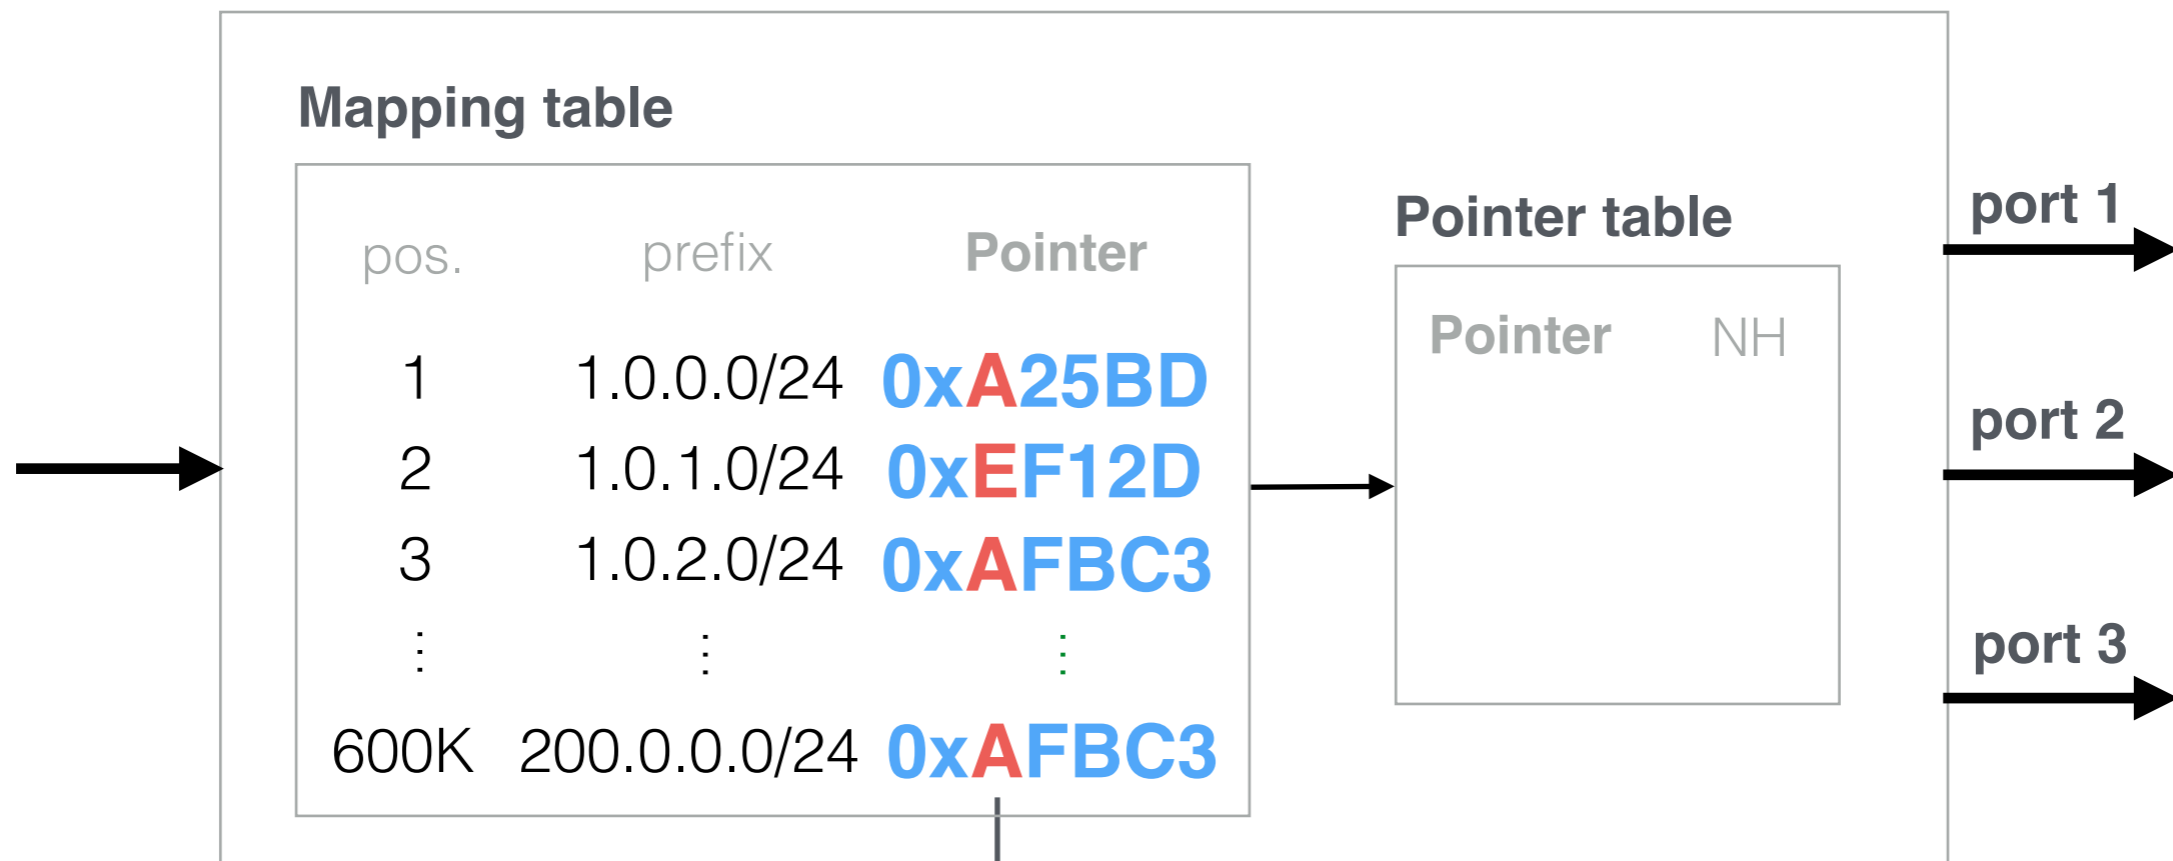 Mapping table
pos. prefix Pointer
1 1.0.0.0/24 0xA25BD
2 1.0.1.0/24 0xEF12D
3 1.0.2.0/24 0xAFBC3
⋮ ⋮ ⋮
600K 200.0.0.0/24 0xAFBC3
Pointer table
Pointer NH
port 1
port 2
port 3